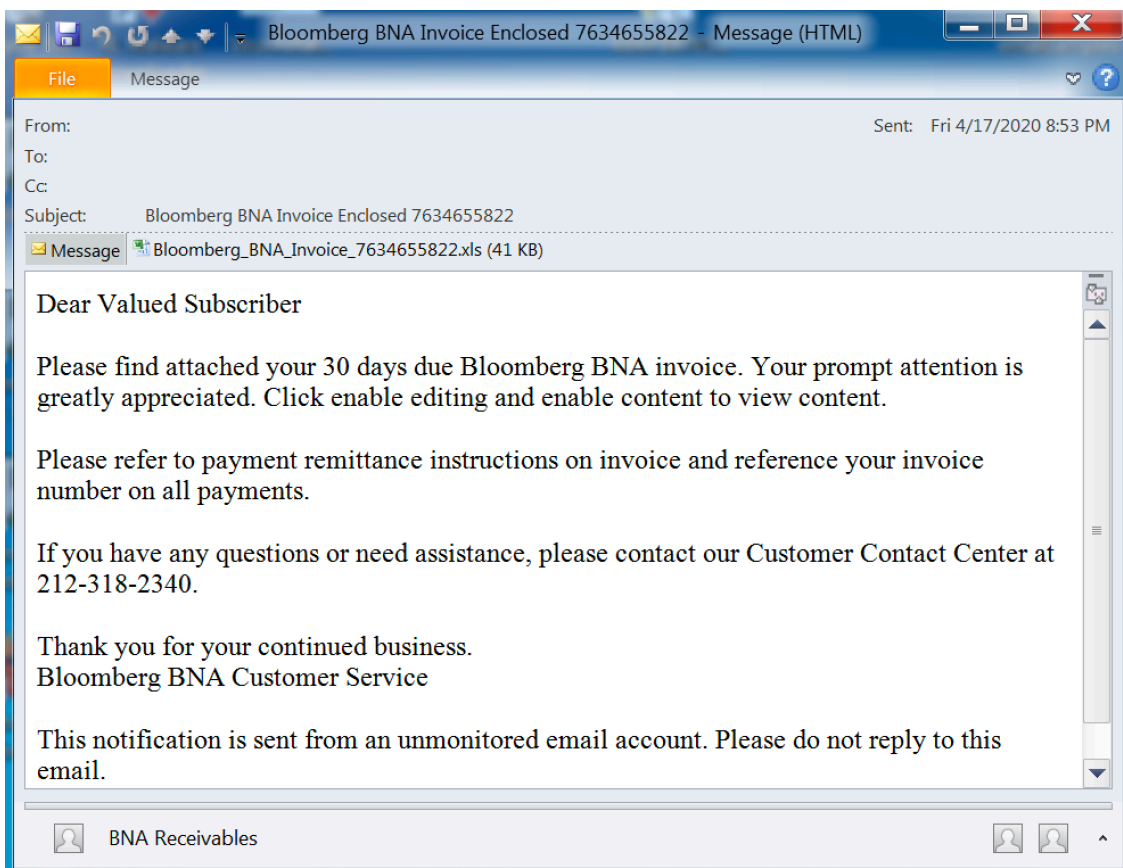 Bloomberg BNA Invoice Enclosed 7634655822 - Message (HTML)
File Message
From: Sent: Fri 4/17/2020 8:53 PM
To:
Cc:
Subject: Bloomberg BNA Invoice Enclosed 7634655822
Message Bloomberg_BNA_Invoice_7634655822.xls (41 KB)
Dear Valued Subscriber
Please find attached your 30 days due Bloomberg BNA invoice. Your prompt attention is
greatly appreciated. Click enable editing and enable content to view content.
Please refer to payment remittance instructions on invoice and reference your invoice
number on all payments.
If you have any questions or need assistance, please contact our Customer Contact Center at
212-318-2340.
Thank you for your continued business.
Bloomberg BNA Customer Service
This notification is sent from an unmonitored email account. Please do not reply to this
email.
BNA Receivables